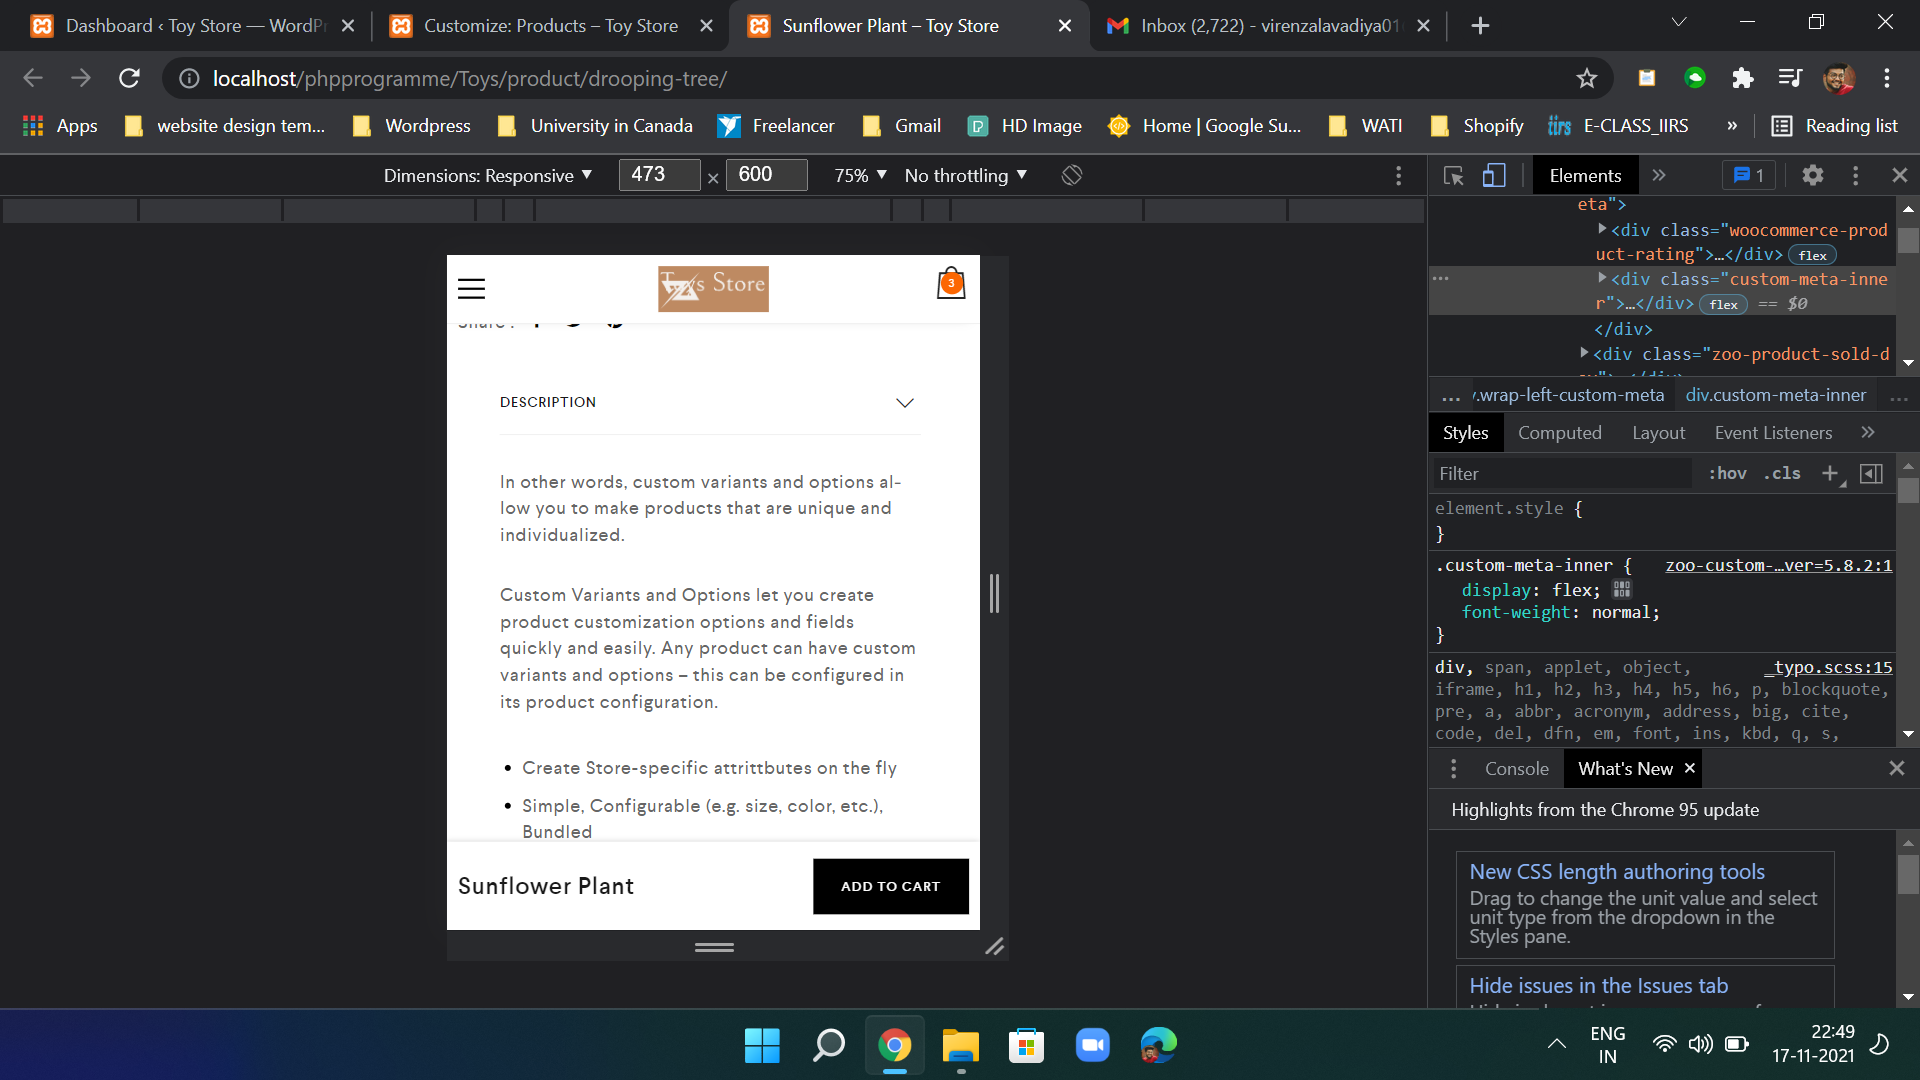 Dashboard ‹ Toy Store — WordPr
Customize: Products – Toy Store
Sunflower Plant – Toy Store
Inbox (2,722) - virenzalavadiya01
localhost/phpprogramme/Toys/product/drooping-tree/
Apps
website design tem...
Wordpress
University in Canada
Freelancer
Gmail
HD Image
Home | Google Su...
WATI
Shopify
iirs E-CLASS_IIRS
»
Reading list
Dimensions: Responsive
473 × 600
75%
No throttling
Elements
»
1
eta">
<div class="woocommerce-prod
uct-rating">…</div> flex
<div class="custom-meta-inne
r">…</div> flex == $0
</div>
<div class="zoo-product-sold-d
... .wrap-left-custom-meta div.custom-meta-inner ...
Styles Computed Layout Event Listeners »
Filter :hov .cls +
element.style {
}
.custom-meta-inner { zoo-custom-…ver=5.8.2:1
display: flex;
font-weight: normal;
}
div, span, applet, object, _typo.scss:15
iframe, h1, h2, h3, h4, h5, h6, p, blockquote,
pre, a, abbr, acronym, address, big, cite,
code, del, dfn, em, font, ins, kbd, q, s,
Console What's New
Highlights from the Chrome 95 update
New CSS length authoring tools
Drag to change the unit value and select
unit type from the dropdown in the
Styles pane.
Hide issues in the Issues tab
Toys Store
3
Share :
DESCRIPTION
In other words, custom variants and options al-
low you to make products that are unique and
individualized.
Custom Variants and Options let you create
product customization options and fields
quickly and easily. Any product can have custom
variants and options – this can be configured in
its product configuration.
• Create Store-specific attrittbutes on the fly
• Simple, Configurable (e.g. size, color, etc.),
Bundled
Sunflower Plant
ADD TO CART
ENG
IN
22:49
17-11-2021